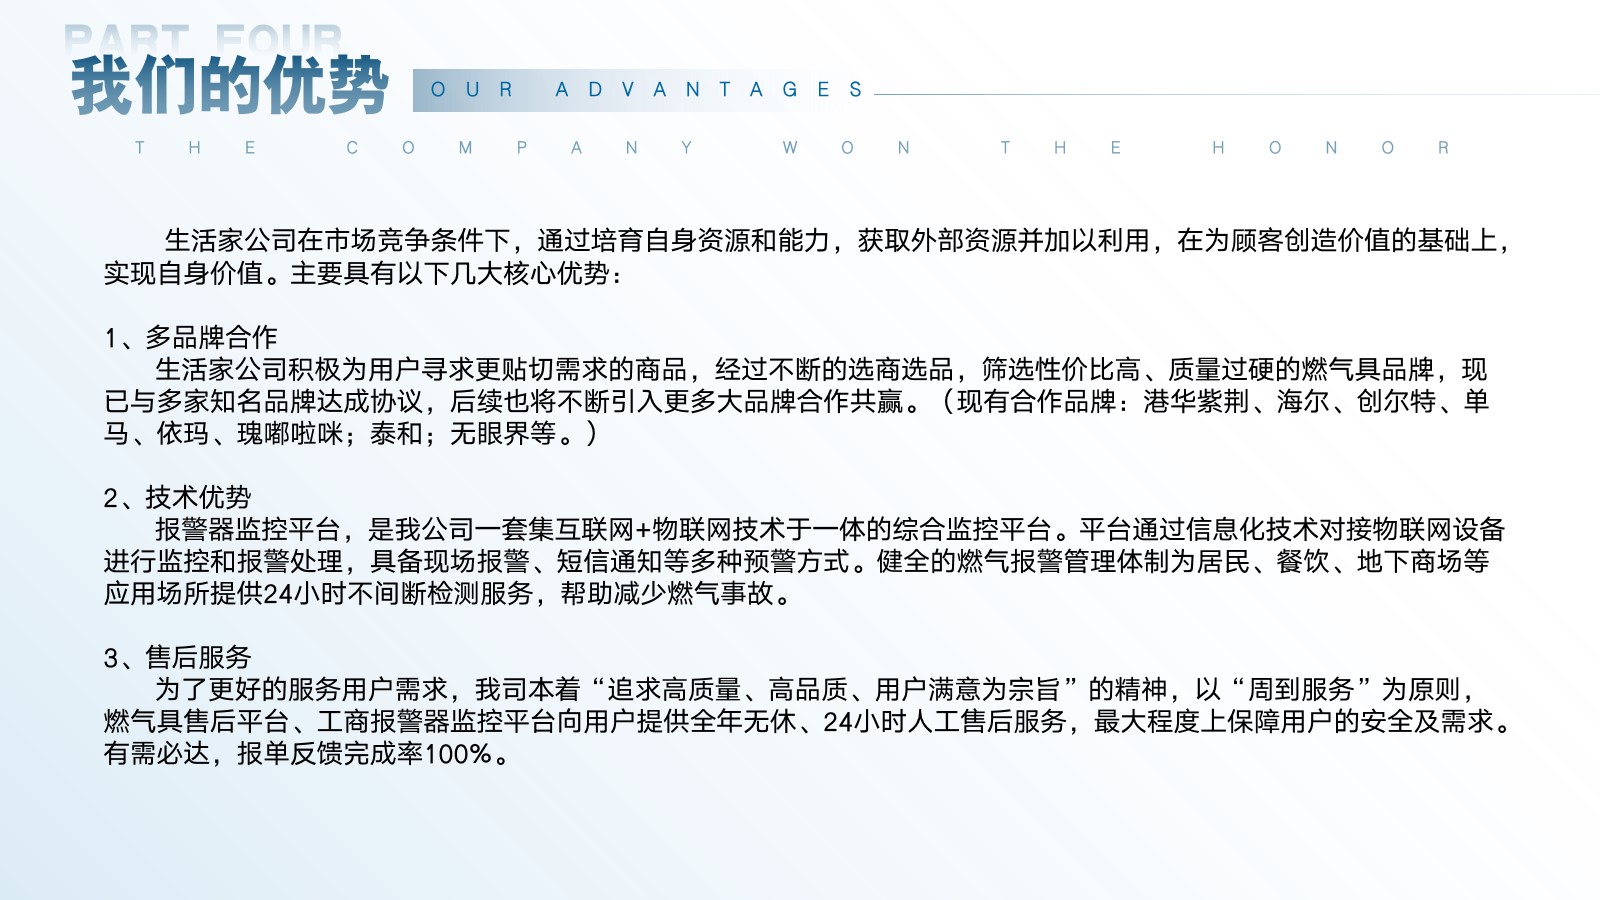 PART FOUR
我们的优势
OUR ADVANTAGES
THE COMPANY WON THE HONOR
生活家公司在市场竞争条件下，通过培育自身资源和能力，获取外部资源并加以利用，在为顾客创造价值的基础上，
实现自身价值。主要具有以下几大核心优势：
1、多品牌合作
生活家公司积极为用户寻求更贴切需求的商品，经过不断的选商选品，筛选性价比高、质量过硬的燃气具品牌，现
已与多家知名品牌达成协议，后续也将不断引入更多大品牌合作共赢。（现有合作品牌：港华紫荆、海尔、创尔特、单
马、依玛、瑰嘟啦咪；泰和；无眼界等。）
2、技术优势
报警器监控平台，是我公司一套集互联网+物联网技术于一体的综合监控平台。平台通过信息化技术对接物联网设备
进行监控和报警处理，具备现场报警、短信通知等多种预警方式。健全的燃气报警管理体制为居民、餐饮、地下商场等
应用场所提供24小时不间断检测服务，帮助减少燃气事故。
3、售后服务
为了更好的服务用户需求，我司本着“追求高质量、高品质、用户满意为宗旨”的精神，以“周到服务”为原则，
燃气具售后平台、工商报警器监控平台向用户提供全年无休、24小时人工售后服务，最大程度上保障用户的安全及需求。
有需必达，报单反馈完成率100%。